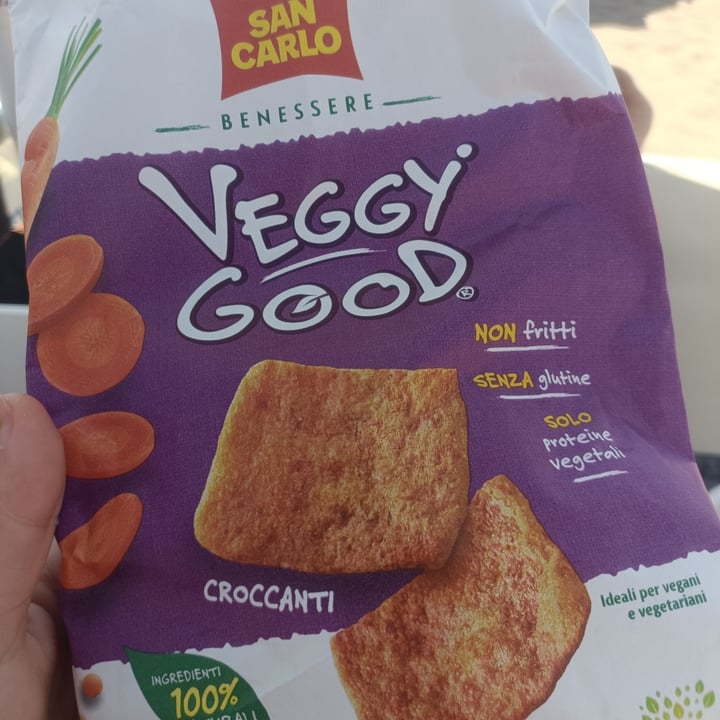 SAN
CARLO
BENESSERE
VEGGY
GOOD®
NON fritti
SENZA glutine
SOLO
proteine
vegetali
CROCCANTI
Ideali per vegani
e vegetariani
INGREDIENTI
100%